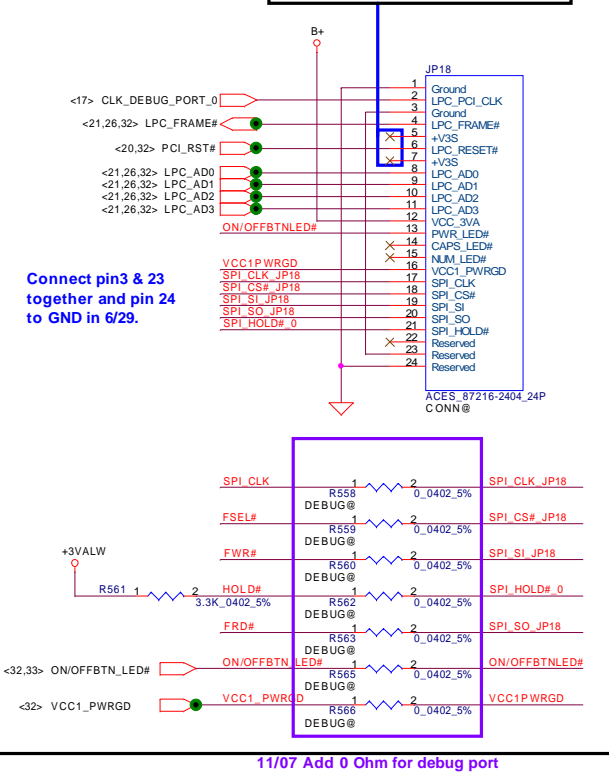 B+
JP18
1 Ground
<17> CLK_DEBUG_PORT_0 2 LPC_PCI_CLK
3 Ground
<21,26,32> LPC_FRAME# 4 LPC_FRAME#
5 +V3S
<20,32> PCI_RST# 6 LPC_RESET#
7 +V3S
<21,26,32> LPC_AD0 8 LPC_AD0
<21,26,32> LPC_AD1 9 LPC_AD1
<21,26,32> LPC_AD2 10 LPC_AD2
<21,26,32> LPC_AD3 11 LPC_AD3
12 VCC_3VA
ON/OFFBTNLED# 13 PWR_LED#
14 CAPS_LED#
15 NUM_LED#
VCC1PWRGD 16 VCC1_PWRGD
SPI_CLK_JP18 17 SPI_CLK
SPI_CS#_JP18 18 SPI_CS#
SPI_SI_JP18 19 SPI_SI
SPI_SO_JP18 20 SPI_SO
SPI_HOLD#_0 21 SPI_HOLD#
22 Reserved
23 Reserved
24 Reserved
Connect pin3 & 23
together and pin 24
to GND in 6/29.
ACES_87216-2404_24P
CONN@
SPI_CLK 1 2 SPI_CLK_JP18
R558 0_0402_5%
DEBUG@
FSEL# 1 2 SPI_CS#_JP18
R559 0_0402_5%
DEBUG@
+3VALW
FWR# 1 2 SPI_SI_JP18
R560 0_0402_5%
DEBUG@
R561 1 2 HOLD# 1 2 SPI_HOLD#_0
3.3K_0402_5% R562 0_0402_5%
DEBUG@
FRD# 1 2 SPI_SO_JP18
R563 0_0402_5%
DEBUG@
<32,33> ON/OFFBTN_LED# ON/OFFBTN_LED# 1 2 ON/OFFBTNLED#
R565 0_0402_5%
DEBUG@
<32> VCC1_PWRGD VCC1_PWRGD 1 2 VCC1PWRGD
R566 0_0402_5%
DEBUG@
11/07 Add 0 Ohm for debug port